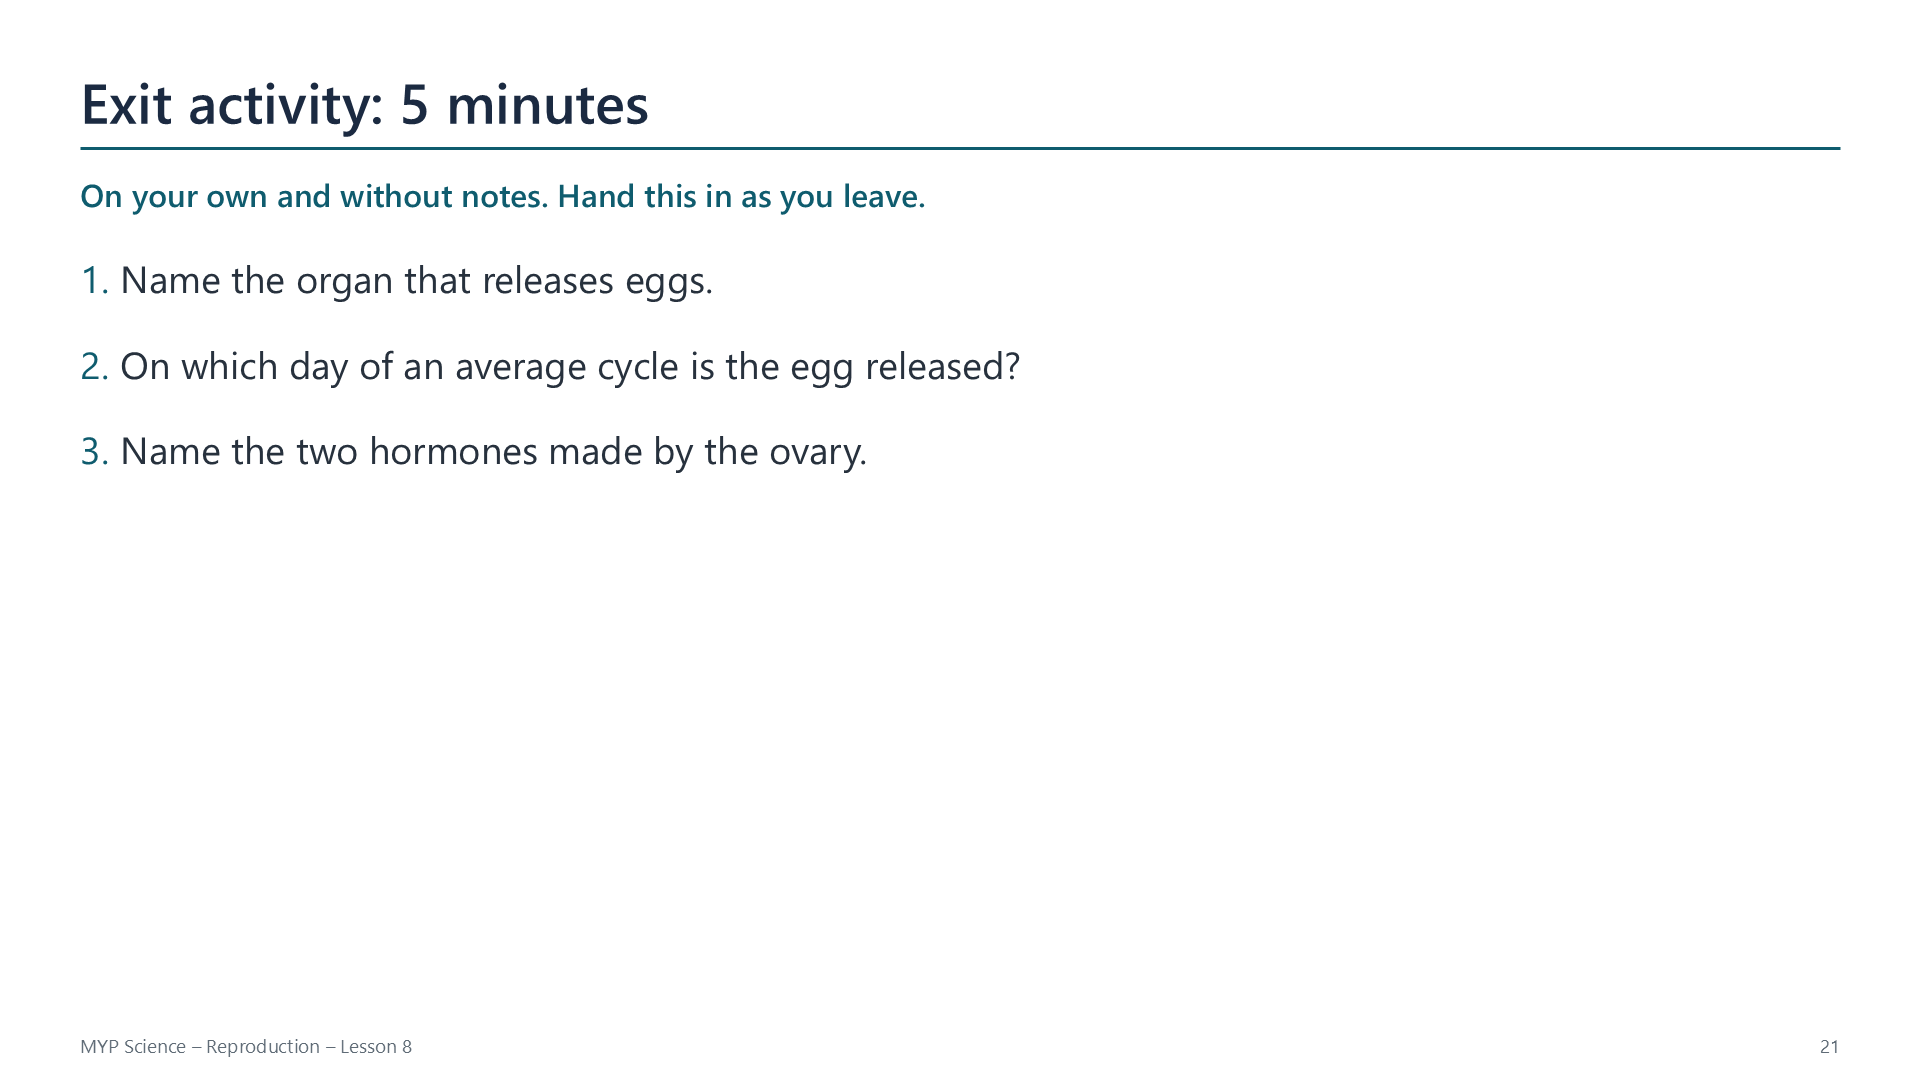 Exit activity: 5 minutes
On your own and without notes. Hand this in as you leave.
1. Name the organ that releases eggs.
2. On which day of an average cycle is the egg released?
3. Name the two hormones made by the ovary.
MYP Science – Reproduction – Lesson 8
21